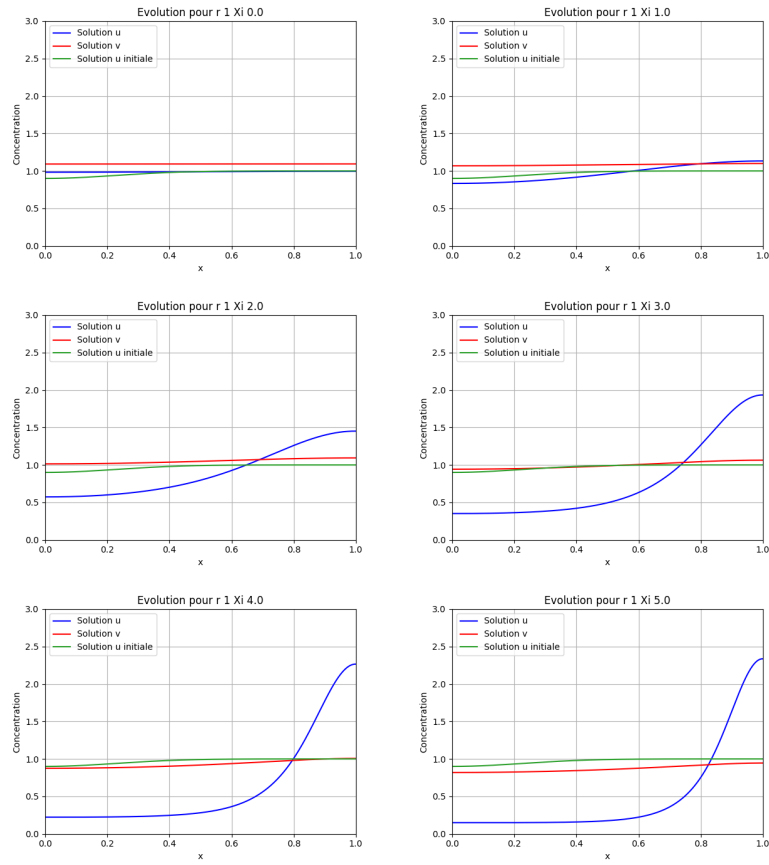 Evolution pour r 1 Xi 0.0
3.0
2.5
2.0
1.5
1.0
0.5
0.0
Concentration
Solution u
Solution v
Solution u initiale
0.0 0.2 0.4 0.6 0.8 1.0
x
Evolution pour r 1 Xi 1.0
3.0
2.5
2.0
1.5
1.0
0.5
0.0
Concentration
Solution u
Solution v
Solution u initiale
0.0 0.2 0.4 0.6 0.8 1.0
x
Evolution pour r 1 Xi 2.0
3.0
2.5
2.0
1.5
1.0
0.5
0.0
Concentration
Solution u
Solution v
Solution u initiale
0.0 0.2 0.4 0.6 0.8 1.0
x
Evolution pour r 1 Xi 3.0
3.0
2.5
2.0
1.5
1.0
0.5
0.0
Concentration
Solution u
Solution v
Solution u initiale
0.0 0.2 0.4 0.6 0.8 1.0
x
Evolution pour r 1 Xi 4.0
3.0
2.5
2.0
1.5
1.0
0.5
0.0
Concentration
Solution u
Solution v
Solution u initiale
0.0 0.2 0.4 0.6 0.8 1.0
x
Evolution pour r 1 Xi 5.0
3.0
2.5
2.0
1.5
1.0
0.5
0.0
Concentration
Solution u
Solution v
Solution u initiale
0.0 0.2 0.4 0.6 0.8 1.0
x